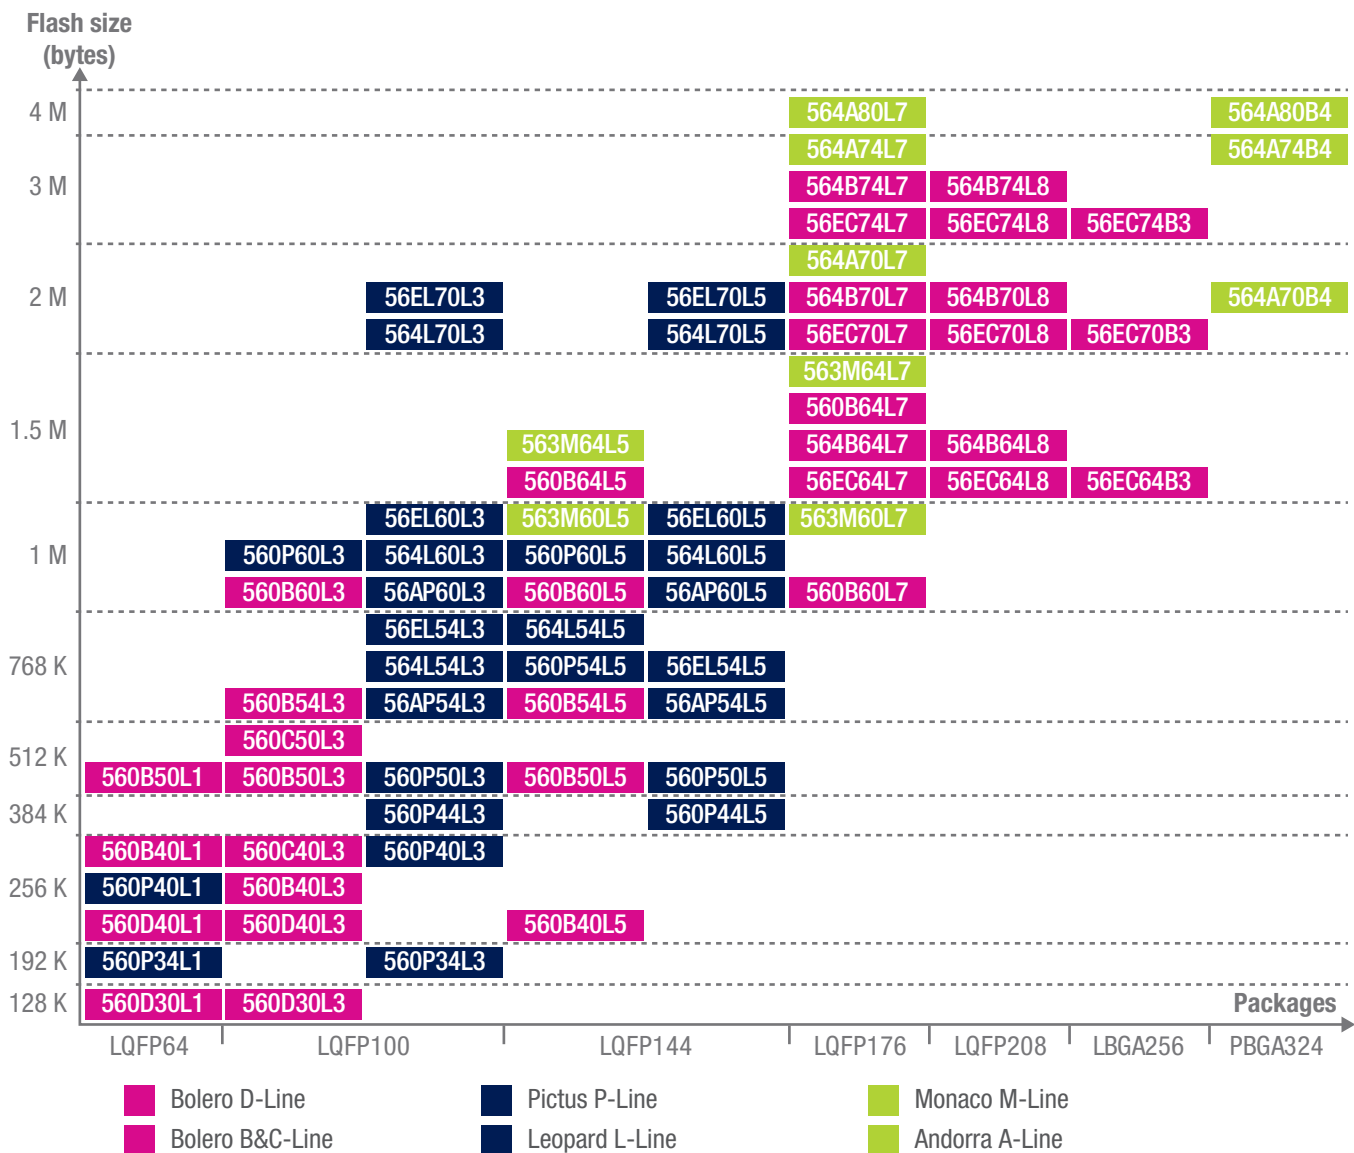 Flash size
(bytes)
4 M
564A80L7 564A80B4
564A74L7 564A74B4
3 M
564B74L7 564B74L8
56EC74L7 56EC74L8 56EC74B3
564A70L7
2 M
56EL70L3 56EL70L5 564B70L7 564B70L8 564A70B4
564L70L3 564L70L5 56EC70L7 56EC70L8 56EC70B3
563M64L7
560B64L7
1.5 M
563M64L5 564B64L7 564B64L8
560B64L5 56EC64L7 56EC64L8 56EC64B3
56EL60L3 563M60L5 56EL60L5 563M60L7
1 M
560P60L3 564L60L3 560P60L5 564L60L5
560B60L3 56AP60L3 560B60L5 56AP60L5 560B60L7
56EL54L3 564L54L5
768 K
564L54L3 560P54L5 56EL54L5
560B54L3 56AP54L3 560B54L5 56AP54L5
560C50L3
512 K
560B50L1 560B50L3 560P50L3 560B50L5 560P50L5
384 K
560P44L3 560P44L5
560B40L1 560C40L3 560P40L3
256 K
560P40L1 560B40L3
560D40L1 560D40L3 560B40L5
192 K
560P34L1 560P34L3
128 K
560D30L1 560D30L3
Packages
LQFP64 LQFP100 LQFP144 LQFP176 LQFP208 LBGA256 PBGA324
Bolero D-Line Pictus P-Line Monaco M-Line
Bolero B&C-Line Leopard L-Line Andorra A-Line